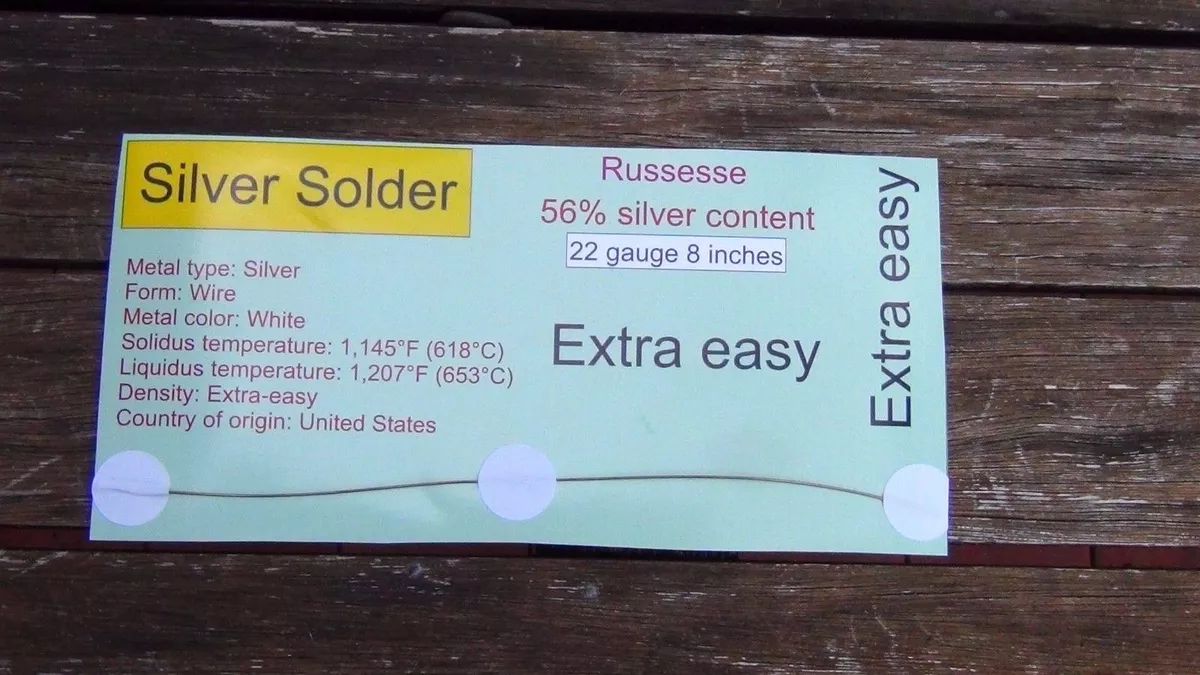 Silver Solder
Metal type: Silver
Form: Wire
Metal color: White
Solidus temperature: 1,145°F (618°C)
Liquidus temperature: 1,207°F (653°C)
Density: Extra-easy
Country of origin: United States
Russesse
56% silver content
22 gauge 8 inches
Extra easy
Extra easy